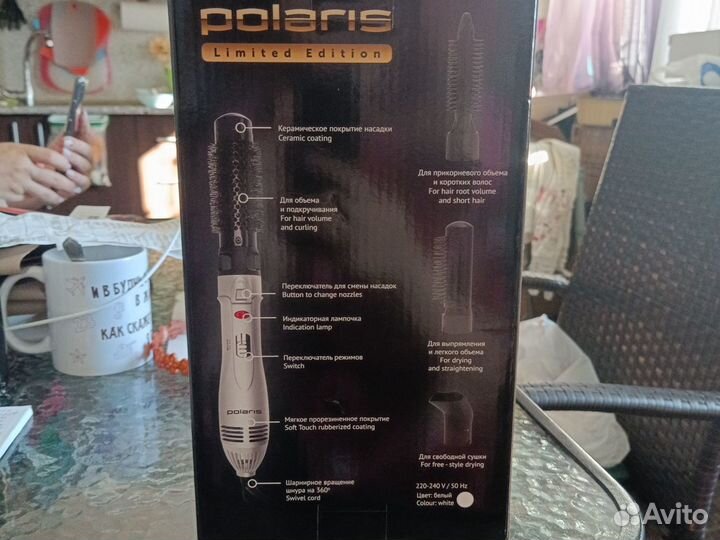 polaris
Limited Edition
Керамическое покрытие насадки
Ceramic coating
Для объема
и подкручивания
For hair volume
and curling
Переключатель для смены насадок
Button to change nozzles
Индикаторная лампочка
Indication lamp
Переключатель режимов
Switch
polaris
Мягкое прорезиненное покрытие
Soft Touch rubberized coating
Шарнирное вращение
шнура на 360°
Swivel cord
Для прикорневого объема
и коротких волос
For hair root volume
and short hair
Для выпрямления
и легкого объема
For drying
and straightening
Для свободной сушки
For free - style drying
220-240 V / 50 Hz
Цвет: белый
Colour: white
И В БУД
В Ж
КАК СКАЖЕ
Avito